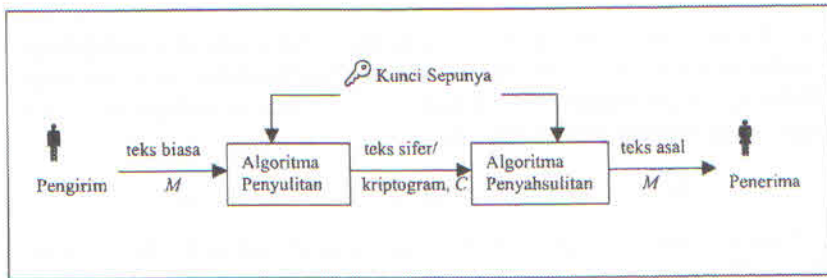 Kunci Sepunya
teks biasa
teks sifer/
teks asal
Algoritma
Penyulitan
Algoritma
Penyahsulitan
Pengirim
M
kriptogram, C
M
Penerima